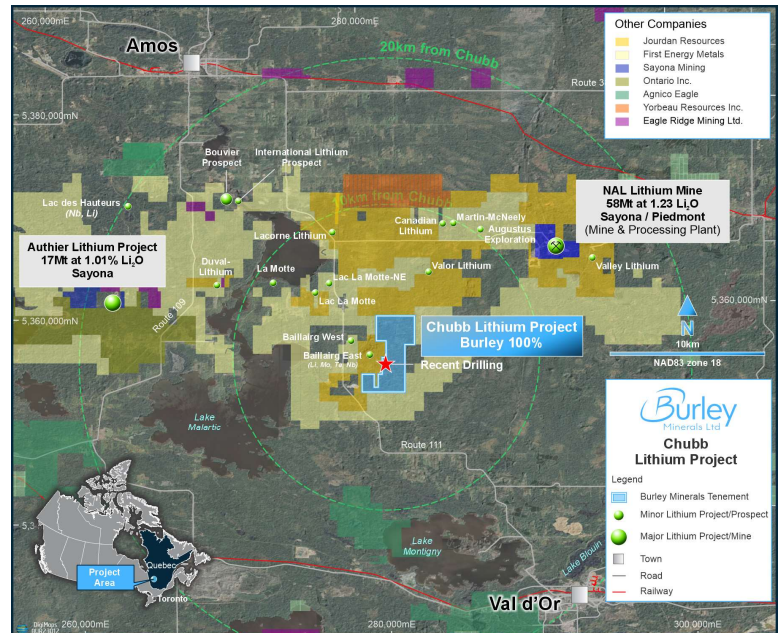 260,000mE
280,000mE
Amos
20km from Chubb
Route 3
5,380,000mN
Other Companies
Jourdan Resources
First Energy Metals
Sayona Mining
Ontario Inc.
Agnico Eagle
Yorbeau Resources Inc.
Eagle Ridge Mining Ltd.
Bouvier
Prospect
International Lithium
Prospect
Lac des Hauteurs
(Nb, Li)
10km from Chubb
Canadian
Lithium
Martin-McNeely
Augustus
Exploration
NAL Lithium Mine
58Mt at 1.23 Li2O
Sayona / Piedmont
(Mine & Processing Plant)
Lacorne Lithium
Authier Lithium Project
17Mt at 1.01% Li2O
Sayona
Duval-
Lithium
La Motte
Lac La Motte-NE
Lac La Motte
Valor Lithium
Valley Lithium
Route 109
5,360,000mN
5,360,000mN
Baillairg West
Baillairg East
(Li, Mo, Ta, Nb)
Chubb Lithium Project
Burley 100%
Recent Drilling
N
10km
NAD83 zone 18
Lake
Malartic
Route 111
Burley
Minerals Ltd
Chubb
Lithium Project
Legend
Burley Minerals Tenement
Minor Lithium Project/Prospect
Major Lithium Project/Mine
Town
Road
Railway
5,3
Quebec
Project
Area
Toronto
Lake
Montigny
Lake Blouin
Val d'Or
DigiMaps
260,000mE
280,000mE
300,000mE